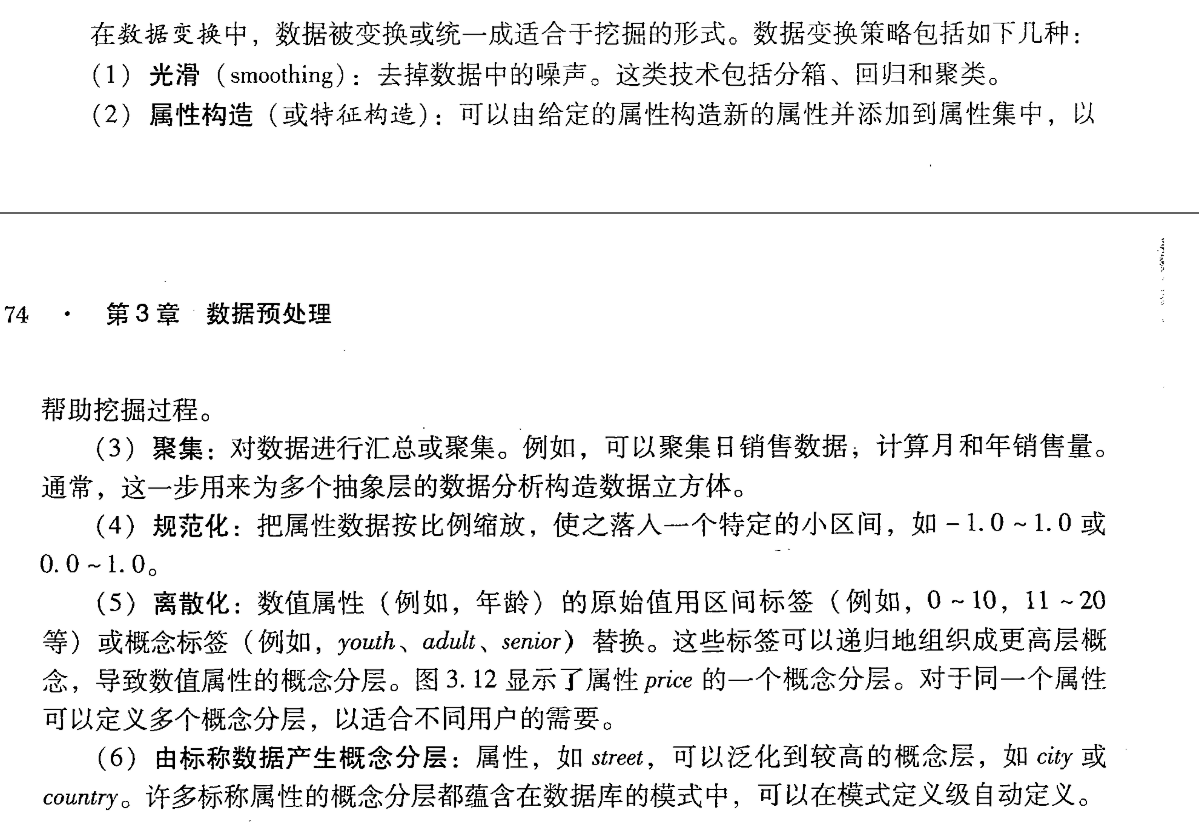 在数据变换中，数据被变换或统一成适合于挖掘的形式。数据变换策略包括如下几种：
（1）光滑（smoothing）：去掉数据中的噪声。这类技术包括分箱、回归和聚类。
（2）属性构造（或特征构造）：可以由给定的属性构造新的属性并添加到属性集中，以
74 · 第3章 数据预处理
帮助挖掘过程。
（3）聚集：对数据进行汇总或聚集。例如，可以聚集日销售数据，计算月和年销售量。
通常，这一步用来为多个抽象层的数据分析构造数据立方体。
（4）规范化：把属性数据按比例缩放，使之落入一个特定的小区间，如 -1.0 ~ 1.0 或
0.0 ~ 1.0。
（5）离散化：数值属性（例如，年龄）的原始值用区间标签（例如，0 ~ 10，11 ~ 20
等）或概念标签（例如，youth、adult、senior）替换。这些标签可以递归地组织成更高层概
念，导致数值属性的概念分层。图 3.12 显示了属性 price 的一个概念分层。对于同一个属性
可以定义多个概念分层，以适合不同用户的需要。
（6）由标称数据产生概念分层：属性，如 street，可以泛化到较高的概念层，如 city 或
country。许多标称属性的概念分层都蕴含在数据库的模式中，可以在模式定义级自动定义。